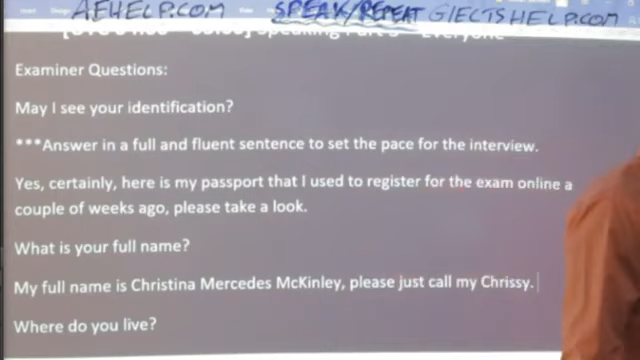 AEHELP.COM SPEAK/REPEAT GIELTSHELP.COM
Speaking Part
Everyone
Examiner Questions:
May I see your identification?
***Answer in a full and fluent sentence to set the pace for the interview.
Yes, certainly, here is my passport that I used to register for the exam online a
couple of weeks ago, please take a look.
What is your full name?
My full name is Christina Mercedes McKinley, please just call my Chrissy.
Where do you live?